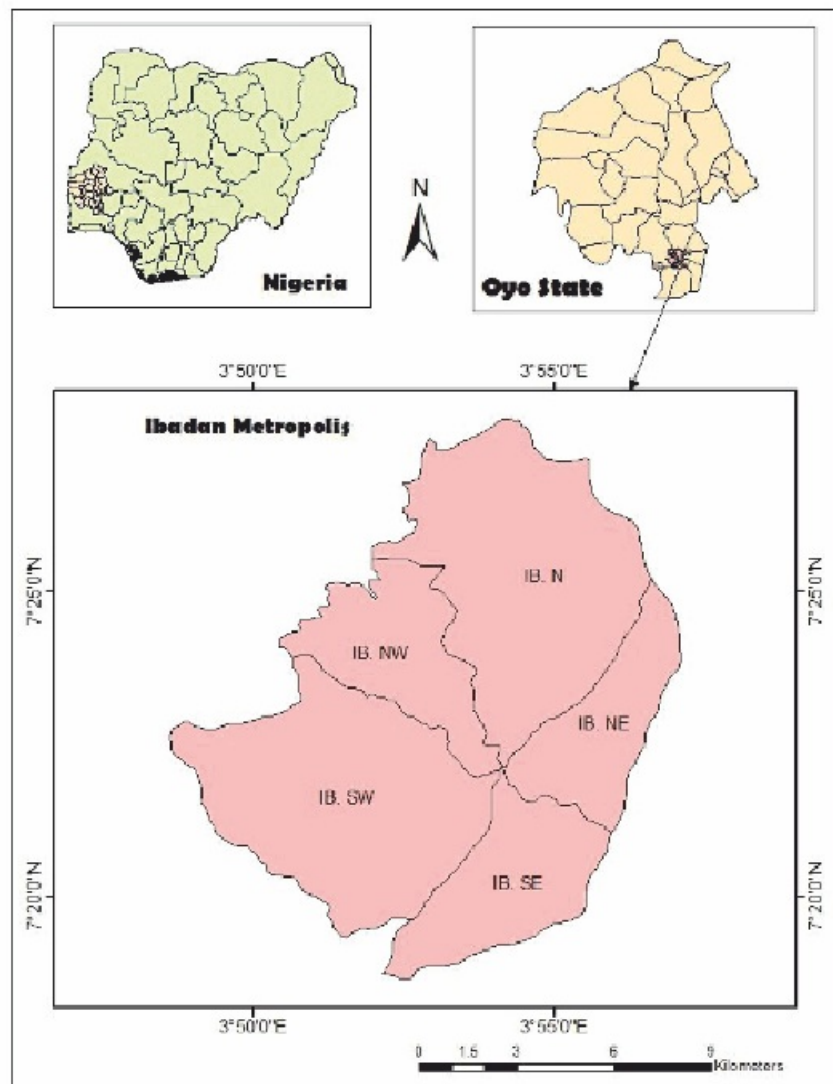 Nigeria
N
Oyo State
3°50'0"E 3°55'0"E
Ibadan Metropolis
IB. N
7°25'0"N 7°25'0"N
IB. NW
IB. NE
IB. SW
IB. SE
7°20'0"N 7°20'0"N
3°50'0"E 3°55'0"E
0 1.5 3 6 9
Kilometers